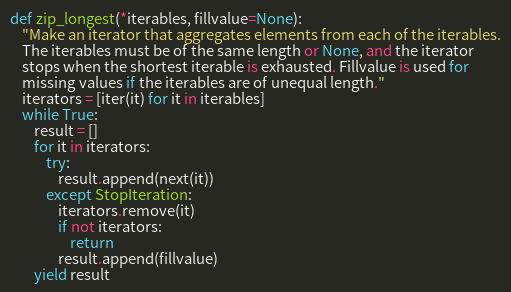 def zip_longest(*iterables, fillvalue=None):
    "Make an iterator that aggregates elements from each of the iterables.
    The iterables must be of the same length or None, and the iterator
    stops when the shortest iterable is exhausted. Fillvalue is used for
    missing values if the iterables are of unequal length."
    iterators = [iter(it) for it in iterables]
    while True:
        result = []
        for it in iterators:
            try:
                result.append(next(it))
            except StopIteration:
                iterators.remove(it)
                if not iterators:
                    return
                result.append(fillvalue)
        yield result